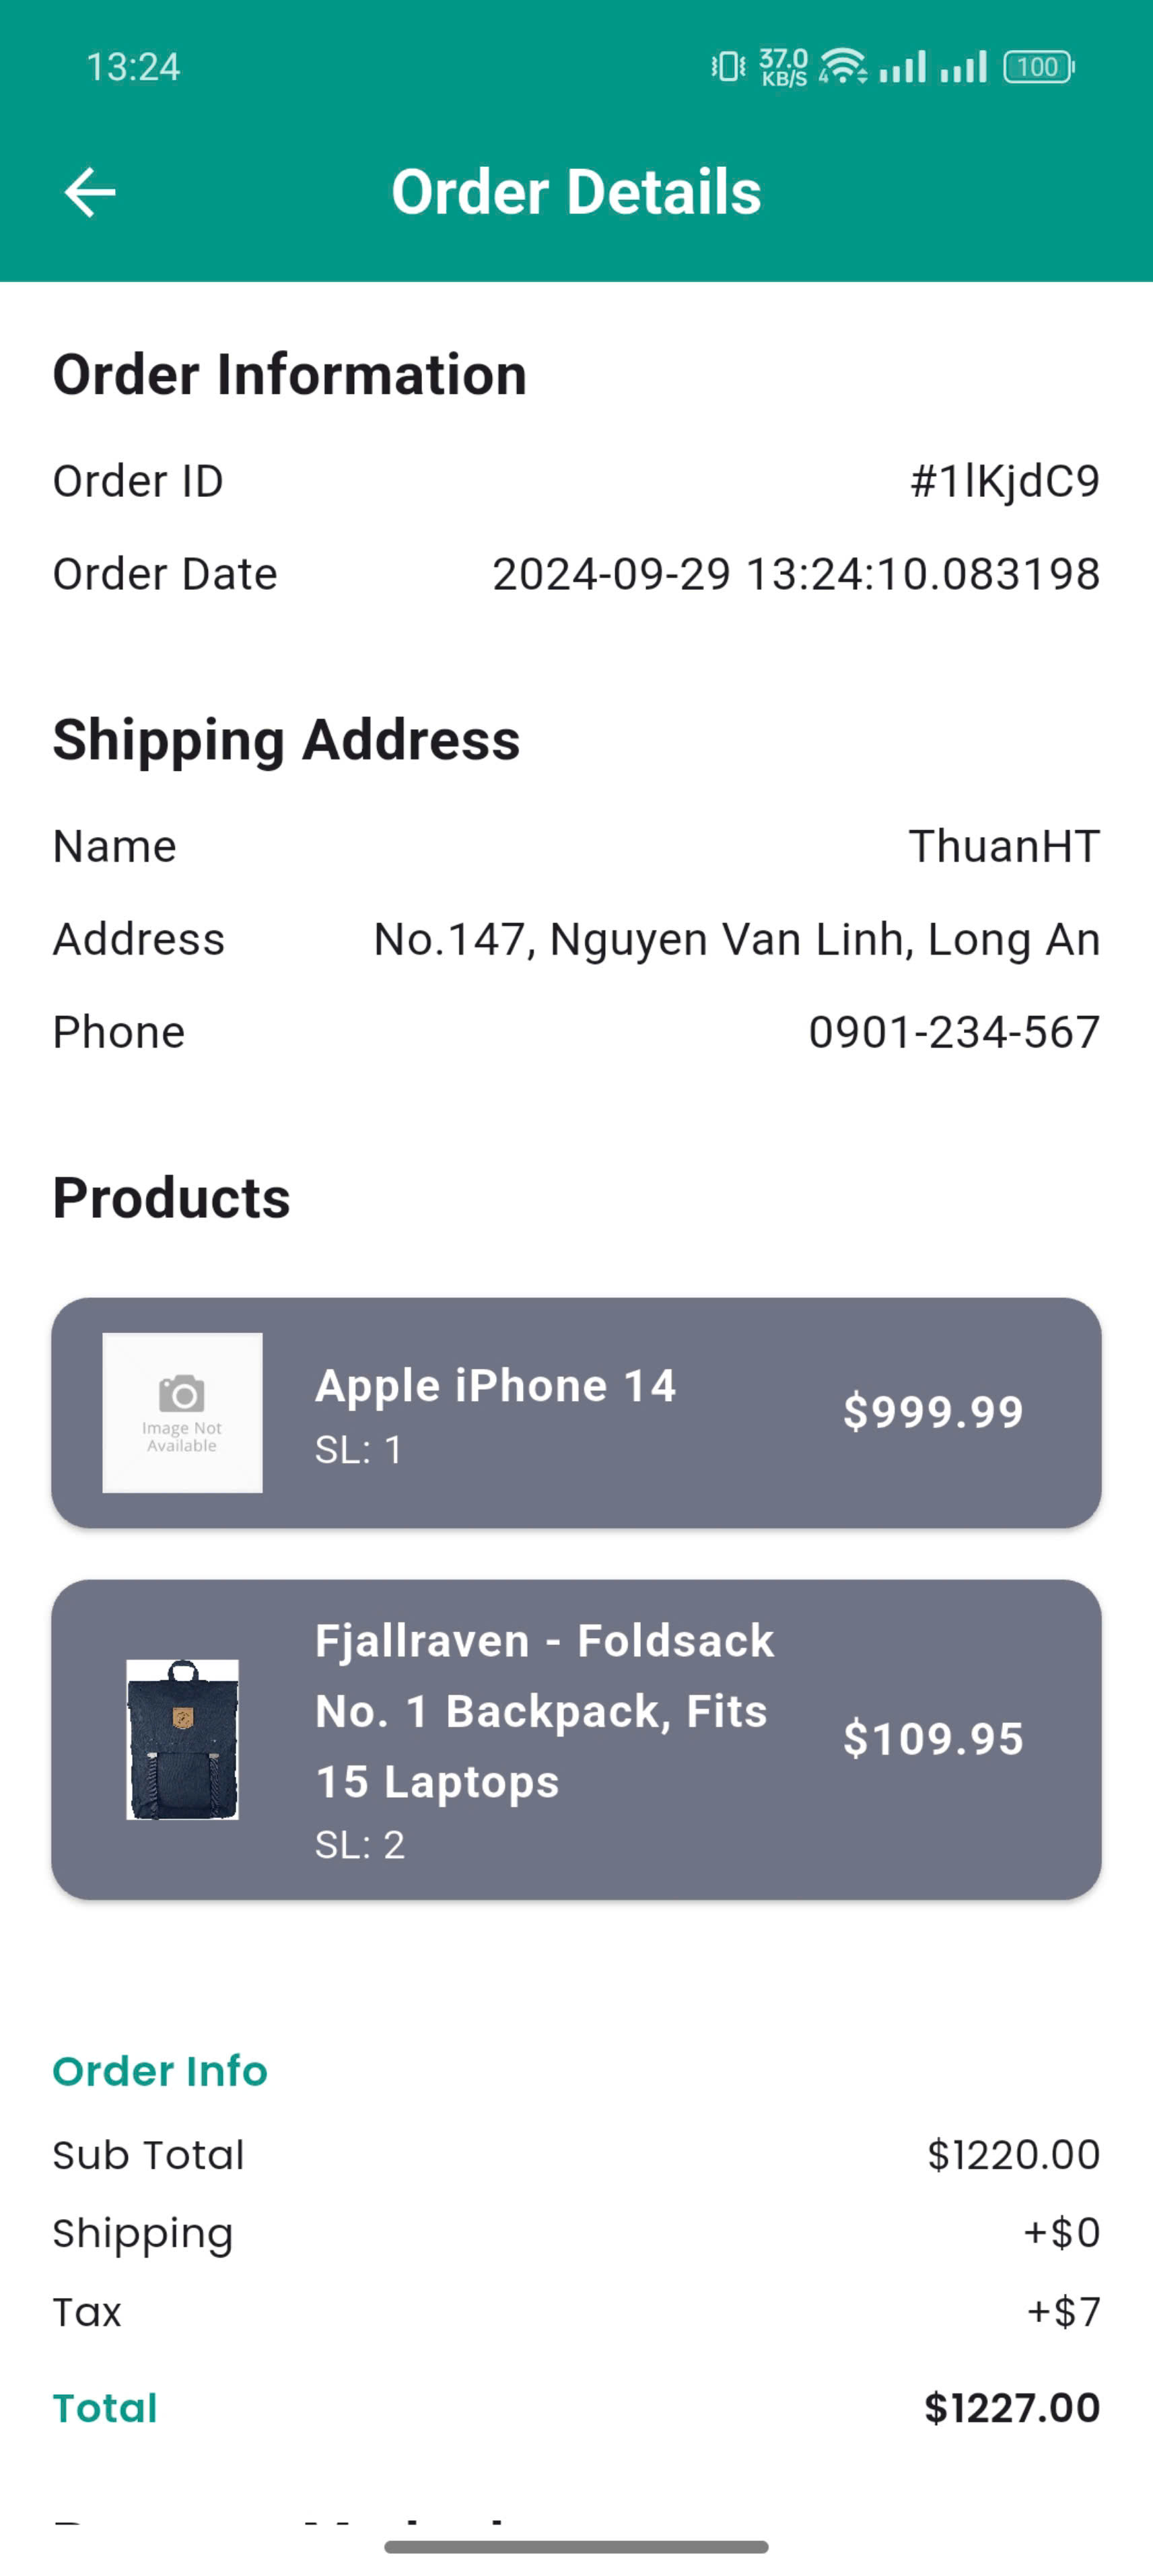 13:24
37.0
KB/S
4
100
Order Details
Order Information
Order ID #1lKjdC9
Order Date 2024-09-29 13:24:10.083198
Shipping Address
Name ThuanHT
Address No.147, Nguyen Van Linh, Long An
Phone 0901-234-567
Products
Image Not
Available
Apple iPhone 14
SL: 1
$999.99
Fjallraven - Foldsack
No. 1 Backpack, Fits
15 Laptops
SL: 2
$109.95
Order Info
Sub Total $1220.00
Shipping +$0
Tax +$7
Total $1227.00